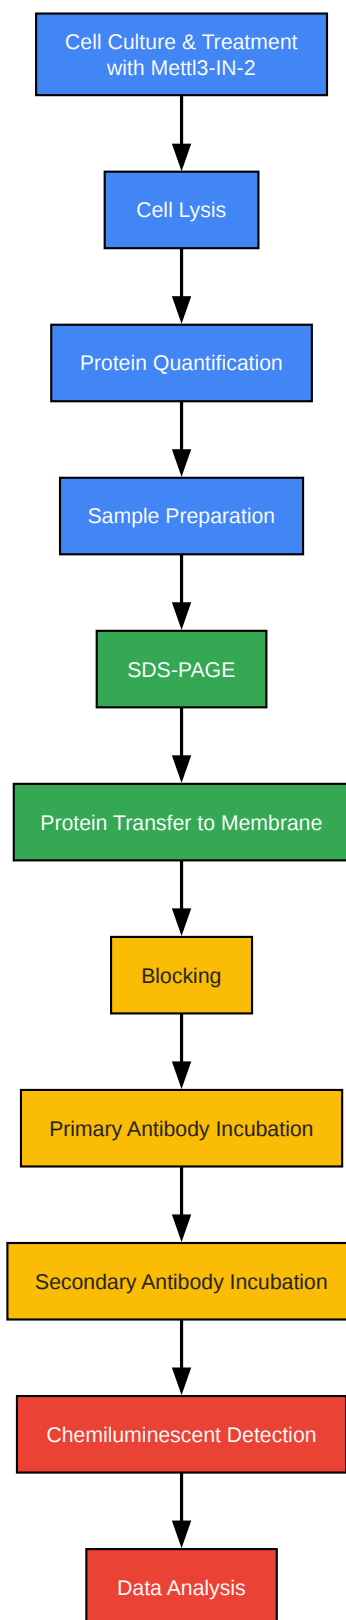 Cell Culture & Treatment
with Mettl3-IN-2
Cell Lysis
Protein Quantification
Sample Preparation
SDS-PAGE
Protein Transfer to Membrane
Blocking
Primary Antibody Incubation
Secondary Antibody Incubation
Chemiluminescent Detection
Data Analysis